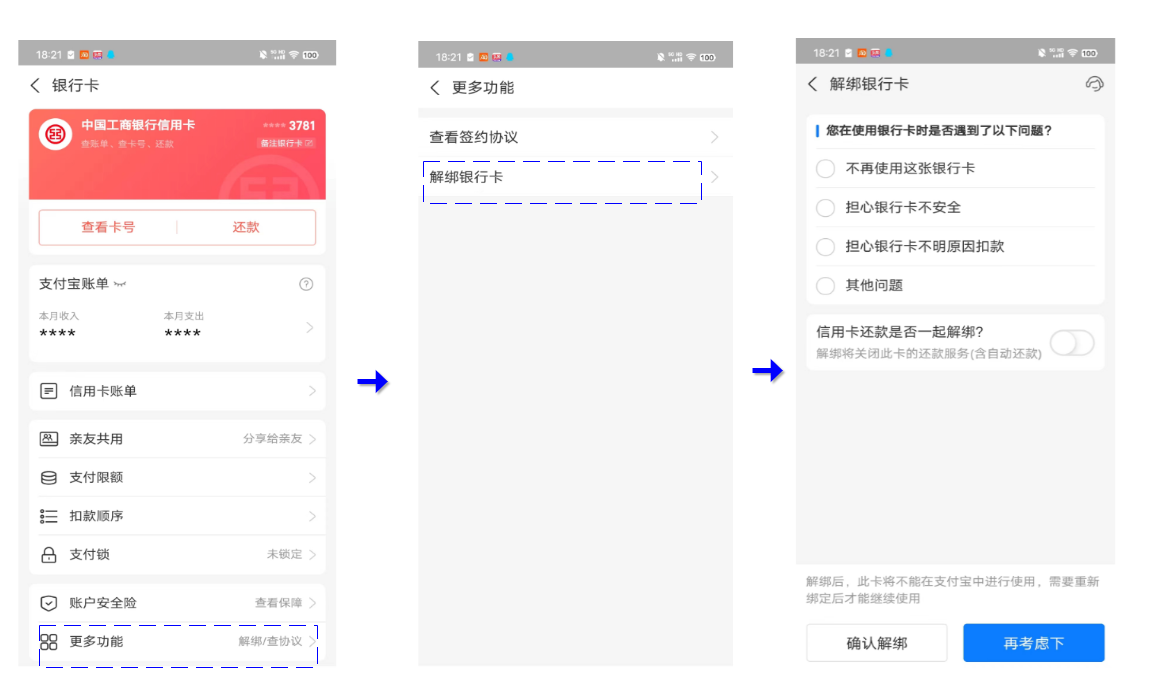 18:21
100
银行卡
中国工商银行信用卡
**** 3781
查账单、查卡号、还款
备注银行卡
查看卡号
还款
支付宝账单
本月收入
本月支出
****
****
信用卡账单
亲友共用
分享给亲友
支付限额
扣款顺序
支付锁
未锁定
账户安全险
查看保障
更多功能
解绑/查协议
18:21
100
更多功能
查看签约协议
解绑银行卡
18:21
100
解绑银行卡
您在使用银行卡时是否遇到了以下问题?
不再使用这张银行卡
担心银行卡不安全
担心银行卡不明原因扣款
其他问题
信用卡还款是否一起解绑?
解绑将关闭此卡的还款服务(含自动还款)
解绑后，此卡将不能在支付宝中进行使用，需要重新
绑定后才能继续使用
确认解绑
再考虑下